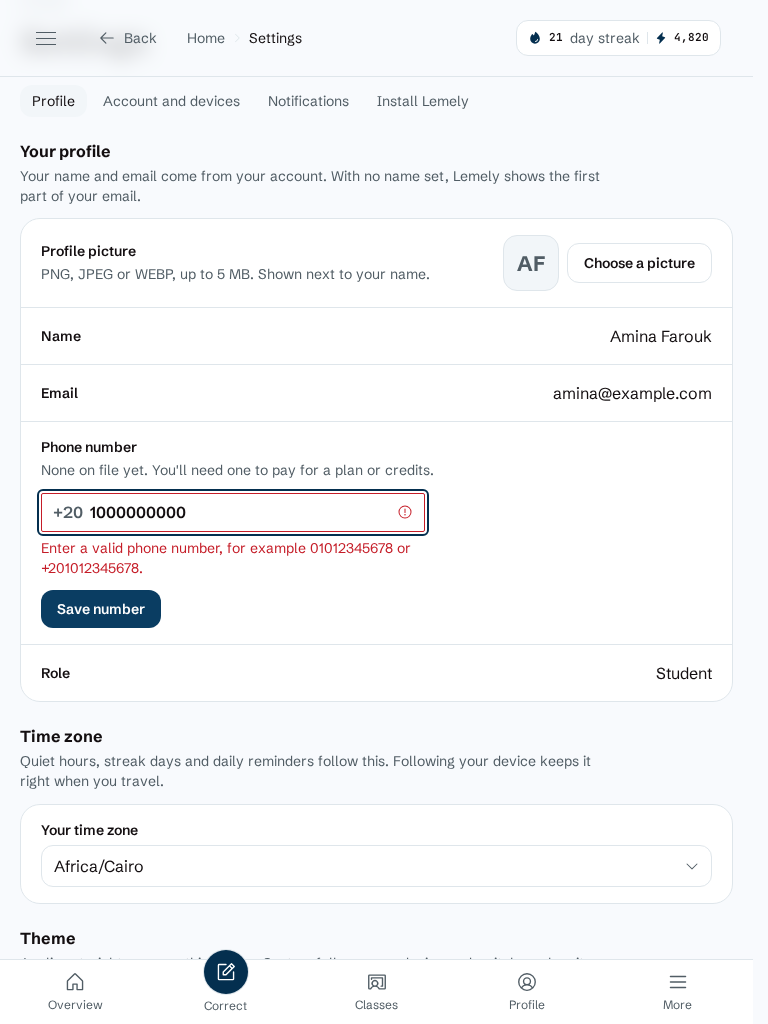 Back Home Settings 21 day streak 4,820
Profile Account and devices Notifications Install Lemely
Your profile
Your name and email come from your account. With no name set, Lemely shows the first
part of your email.
Profile picture
PNG, JPEG or WEBP, up to 5 MB. Shown next to your name.
AF
Choose a picture
Name
Amina Farouk
Email
amina@example.com
Phone number
None on file yet. You'll need one to pay for a plan or credits.
+20 1000000000
Enter a valid phone number, for example 01012345678 or
+201012345678.
Save number
Role
Student
Time zone
Quiet hours, streak days and daily reminders follow this. Following your device keeps it
right when you travel.
Your time zone
Africa/Cairo
Theme
Overview Correct Classes Profile More